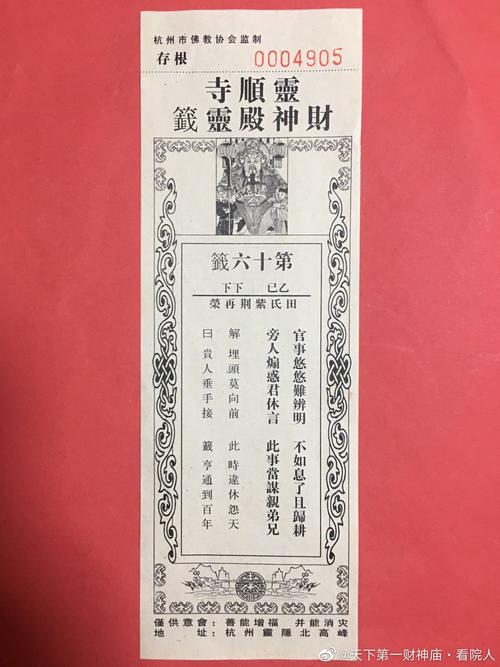 杭州市佛教协会监制
存根 0004905
靈順寺
財神殿靈籤
第十六籤
乙巳 下下
田氏紫荆再榮
官事悠悠難辨明 不如息了且歸耕
旁人煽惑君休言 此事當謀親弟兄
解 埋頭莫向前 此時違休怨天
曰 貴人垂手接 籤亨通到百年
僅供意會：善能增福 并能消灾
地 址：杭州靈隱北高峰
@天下第一财神庙·看院人